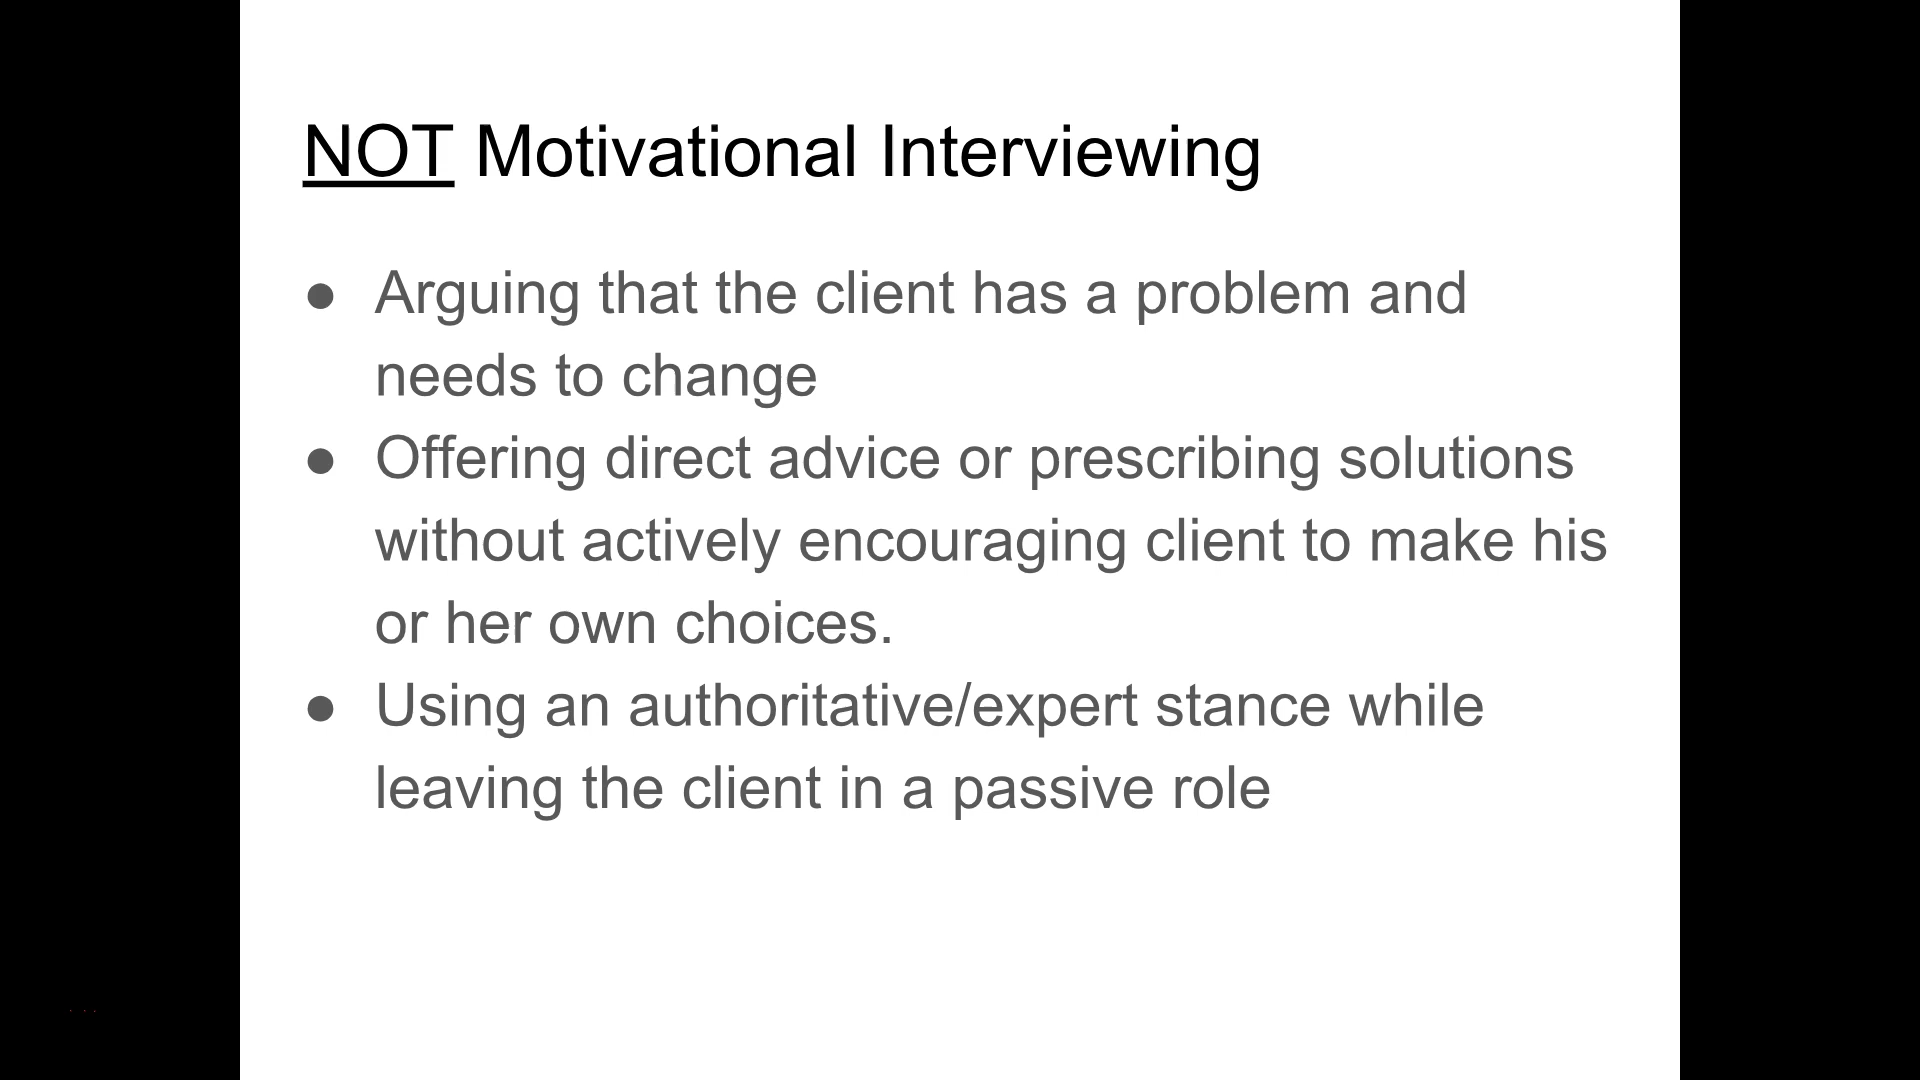 NOT Motivational Interviewing
● Arguing that the client has a problem and
needs to change
● Offering direct advice or prescribing solutions
without actively encouraging client to make his
or her own choices.
● Using an authoritative/expert stance while
leaving the client in a passive role